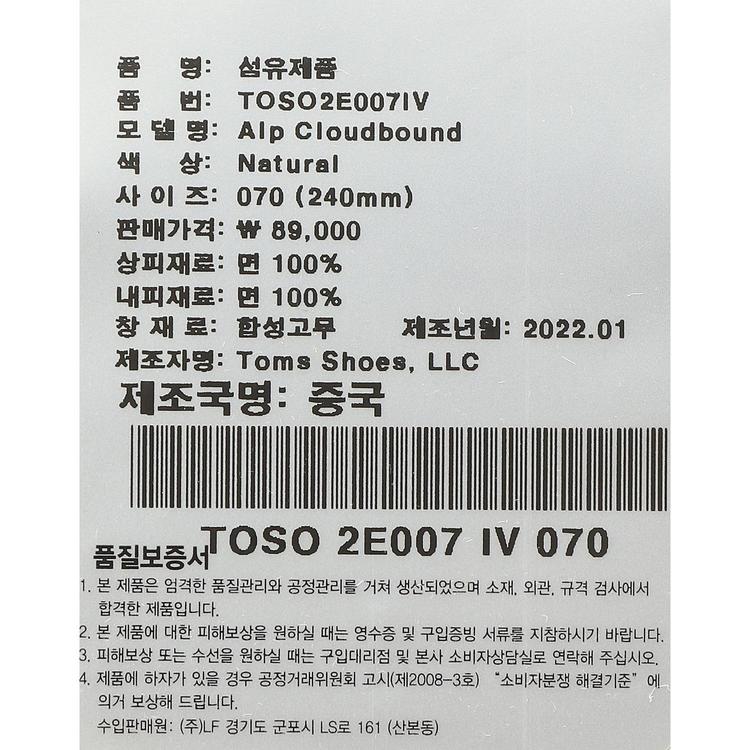 품 명: 섬유제품
품 번: TOSO2E007IV
모 델 명: Alp Cloudbound
색 상: Natural
사 이 즈: 070 (240mm)
판매가격: ₩ 89,000
상피재료: 면 100%
내피재료: 면 100%
창 재 료: 합성고무 제조년월: 2022.01
제조자명: Toms Shoes, LLC
제조국명: 중국
TOSO 2E007 IV 070
품질보증서
1. 본 제품은 엄격한 품질관리와 공정관리를 거쳐 생산되었으며 소재, 외관, 규격 검사에서
합격한 제품입니다.
2. 본 제품에 대한 피해보상을 원하실 때는 영수증 및 구입증빙 서류를 지참하시기 바랍니다.
3. 피해보상 또는 수선을 원하실 때는 구입대리점 및 본사 소비자상담실로 연락해 주십시오.
4. 제품에 하자가 있을 경우 공정거래위원회 고시(제2008-3호) “소비자분쟁 해결기준” 에
의거 보상해 드립니다.
수입판매원: (주)LF 경기도 군포시 LS로 161 (산본동)